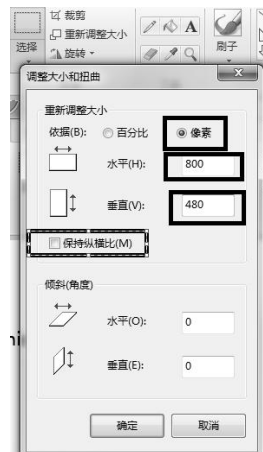 裁剪
重新调整大小
选择
旋转
A
刷子
调整大小和扭曲
重新调整大小
依据(B):
百分比
像素
水平(H):
800
垂直(V):
480
保持纵横比(M)
倾斜(角度)
水平(O):
0
垂直(E):
0
确定
取消